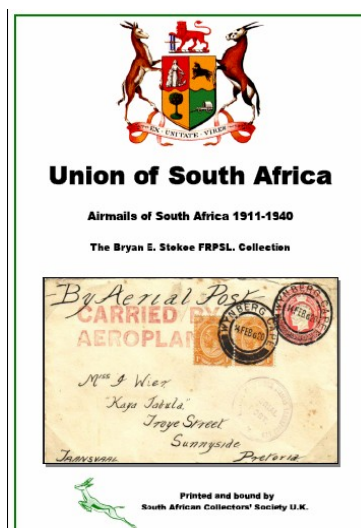 EX · UNITATE · VIRES
Union of South Africa
Airmails of South Africa 1911-1940
The Bryan E. Stokoe FRPSL. Collection
By Aerial Post
CARRIED BY
AEROPLANE
WYNBERG CAPE
WYNBERG CAPE
Miss J Wier
"Kaya Tabula"
Troye Street
Sunnyside
TRANSVAAL Pretoria
Printed and bound by
South African Collectors' Society U.K.